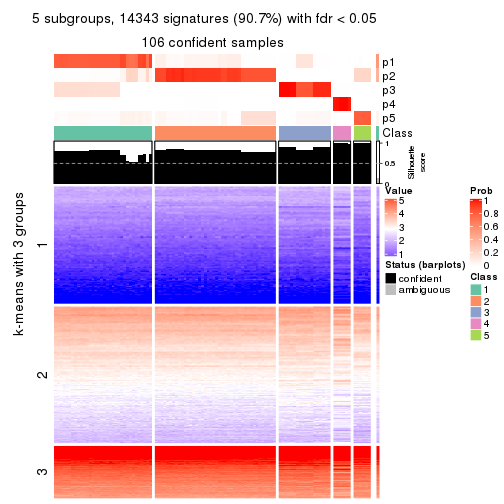 5 subgroups, 14343 signatures (90.7%) with fdr < 0.05
106 confident samples
p1
p2
p3
p4
p5
Class
1
0.5
0
Silhouette
score
k-means with 3 groups
1
2
3
Value
5
4
3
2
1
Status (barplots)
confident
ambiguous
Prob
1
0.8
0.6
0.4
0.2
0
Class
1
2
3
4
5